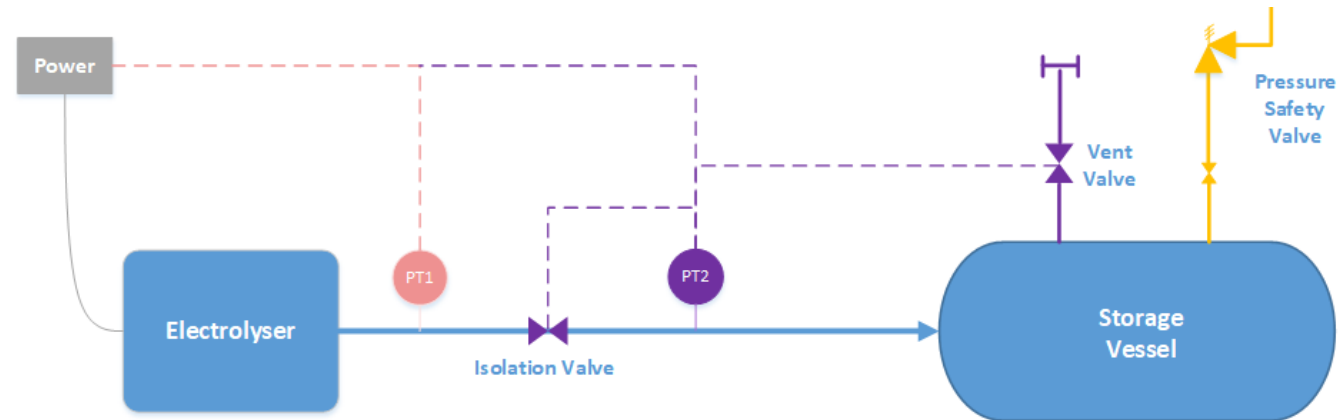 Power
Pressure
Safety
Valve
Vent
Valve
PT1
PT2
Electrolyser
Isolation Valve
Storage
Vessel